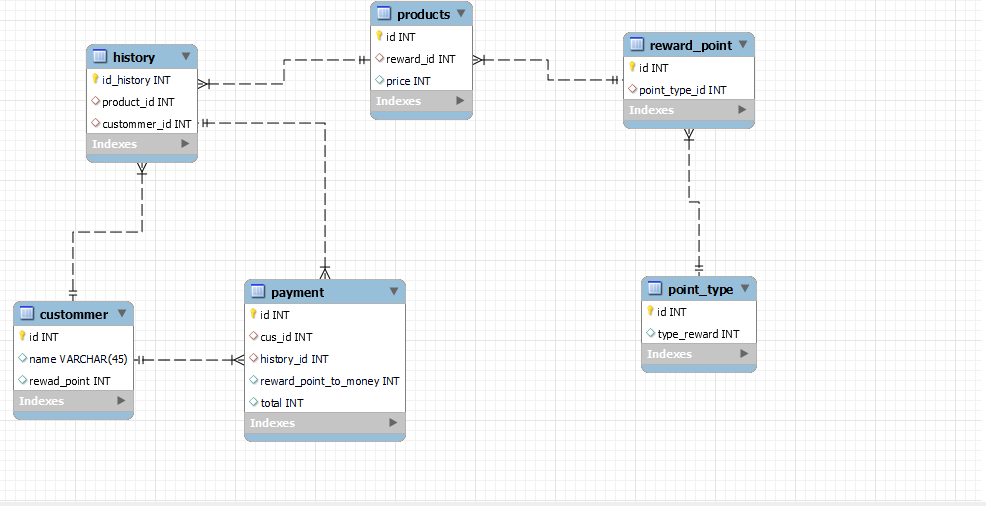 products
id INT
reward_id INT
price INT
Indexes
history
id_history INT
product_id INT
custommer_id INT
Indexes
reward_point
id INT
point_type_id INT
Indexes
custommer
id INT
name VARCHAR(45)
rewad_point INT
Indexes
payment
id INT
cus_id INT
history_id INT
reward_point_to_money INT
total INT
Indexes
point_type
id INT
type_reward INT
Indexes